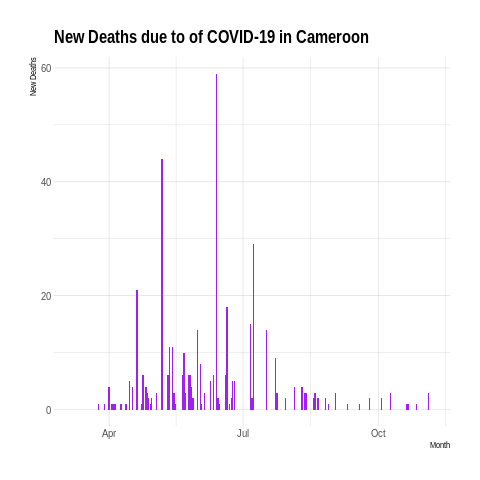 New Deaths due to of COVID-19 in Cameroon
New Deaths
60
40
20
0
Apr
Jul
Oct
Month